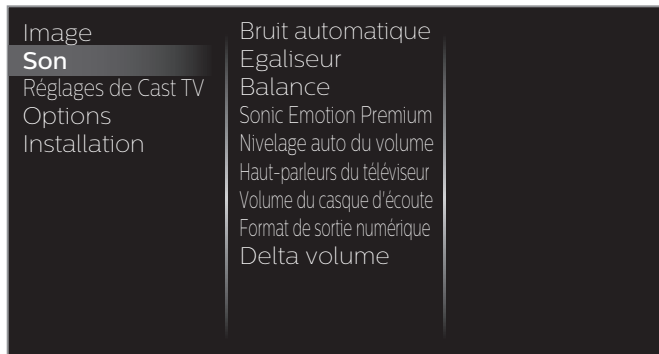 Image
Son
Réglages de Cast TV
Options
Installation
Bruit automatique
Egaliseur
Balance
Sonic Emotion Premium
Nivelage auto du volume
Haut-parleurs du téléviseur
Volume du casque d'écoute
Format de sortie numérique
Delta volume